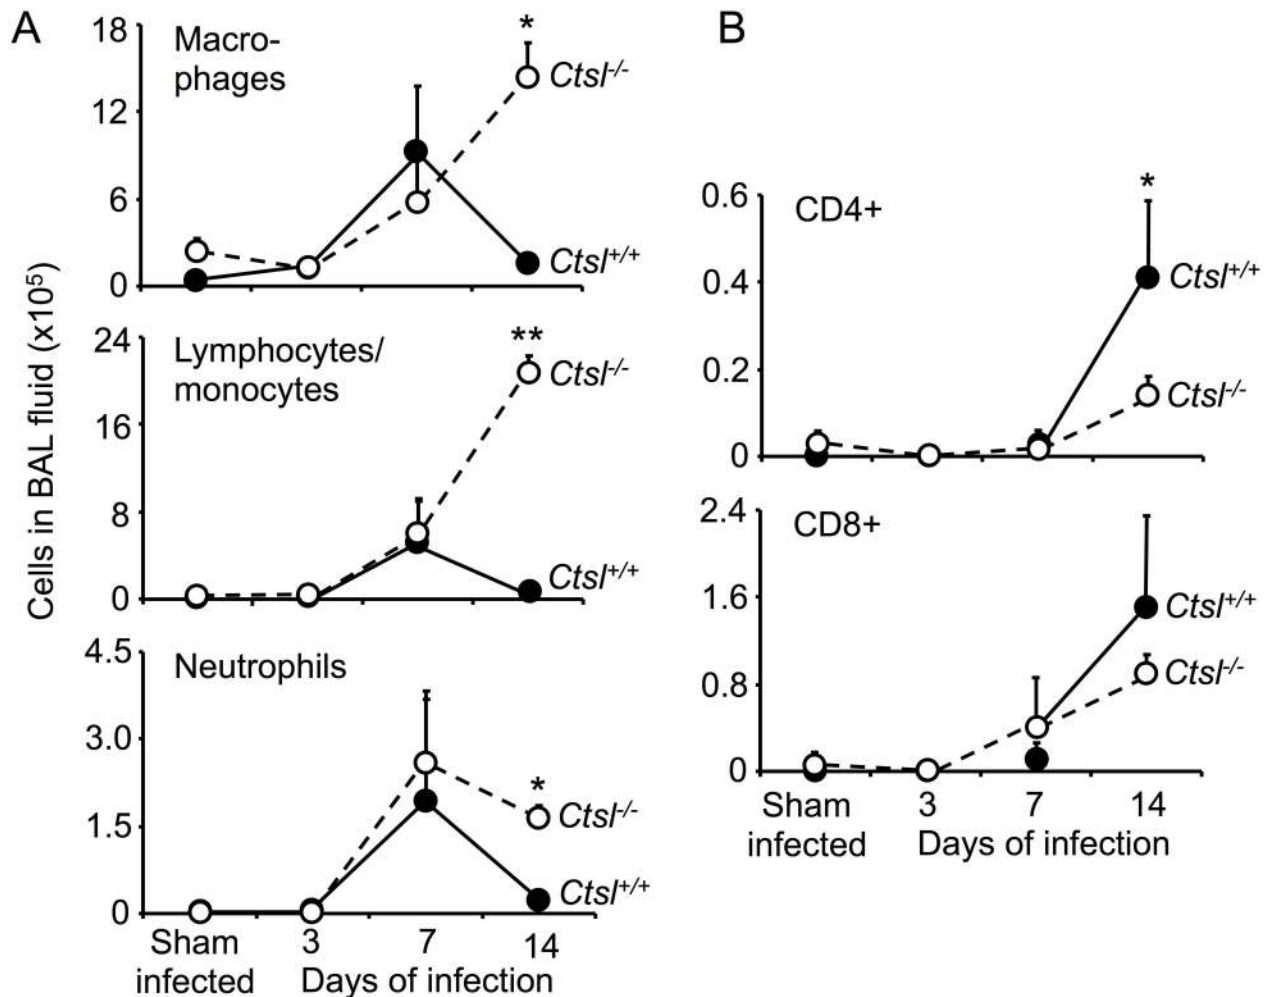 A
Cells in BAL fluid (x10⁵)
18
12
6
0
Macro-
phages
*
Ctsl⁻/⁻
Ctsl⁺/⁺
24
16
8
0
Lymphocytes/
monocytes
**
Ctsl⁻/⁻
Ctsl⁺/⁺
4.5
3.0
1.5
0
Neutrophils
*
Ctsl⁻/⁻
Ctsl⁺/⁺
Sham
infected
3
7
14
Days of infection
B
0.6
0.4
0.2
0
CD4+
*
Ctsl⁺/⁺
Ctsl⁻/⁻
2.4
1.6
0.8
0
CD8+
Ctsl⁺/⁺
Ctsl⁻/⁻
Sham
infected
3
7
14
Days of infection